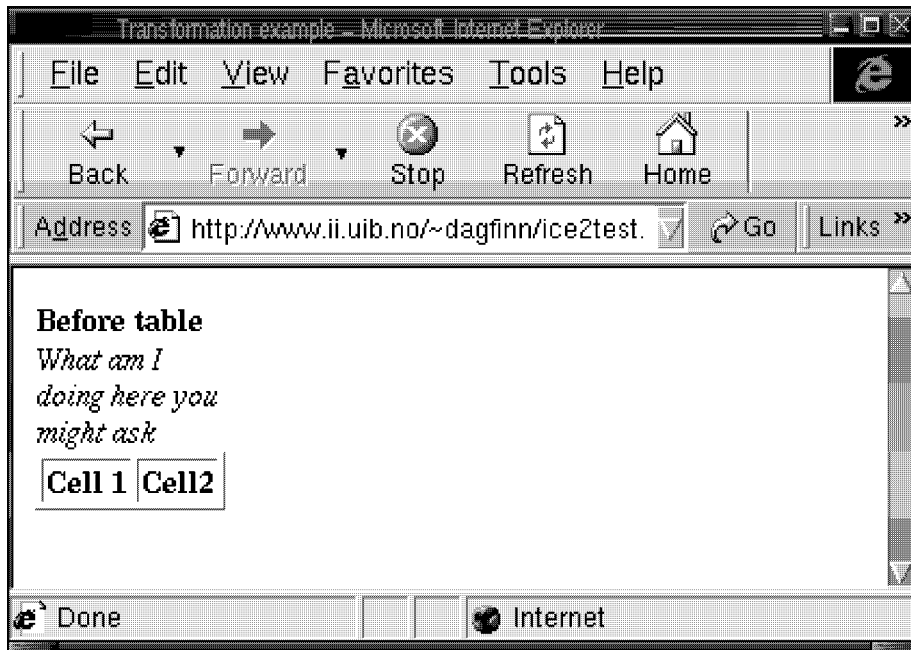 Transformation example – Microsoft Internet Explorer
File Edit View Favorites Tools Help
Back Forward Stop Refresh Home »
Address http://www.ii.uib.no/~dagfinn/ice2test. Go Links »
Before table
What am I
doing here you
might ask
Cell 1 Cell2
Done Internet